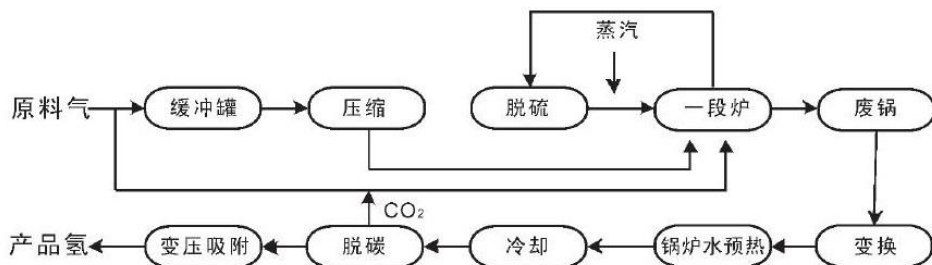 蒸汽
原料气
缓冲罐
压缩
脱硫
一段炉
废锅
CO₂
产品氢
变压吸附
脱碳
冷却
锅炉水预热
变换